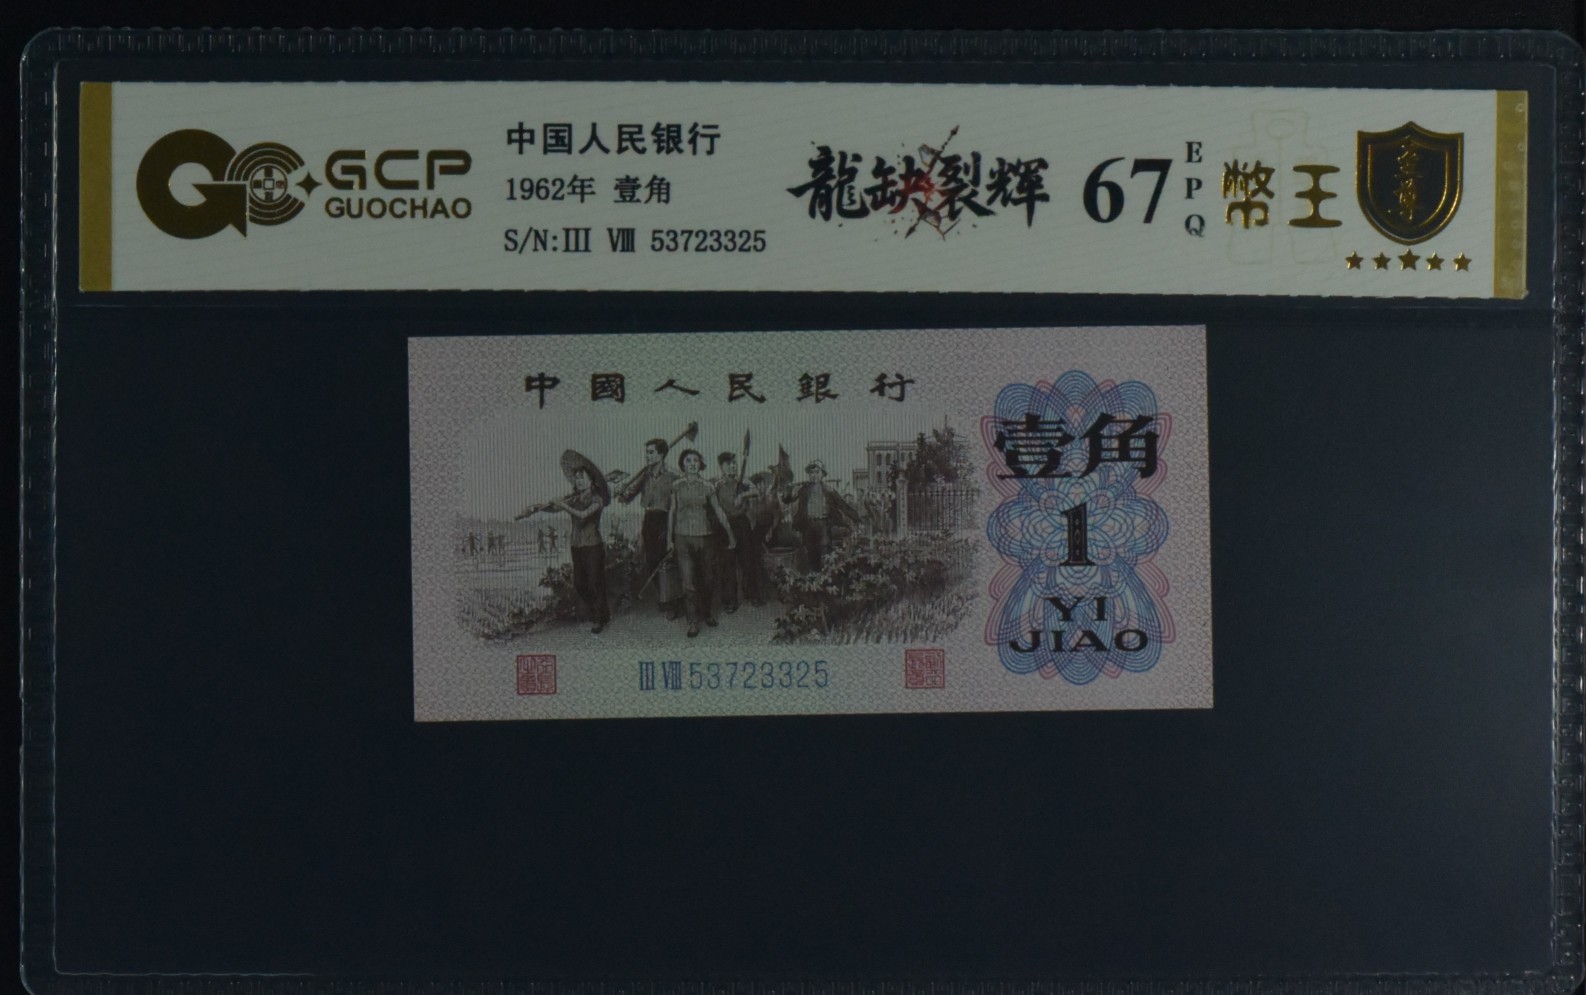 GCP
GUOCHAO
中国人民银行
1962年 壹角
S/N:III VIII 53723325
龍缺裂輝
67
EPQ
幣王
中國人民銀行
壹角
1
YI
JIAO
III VIII 53723325